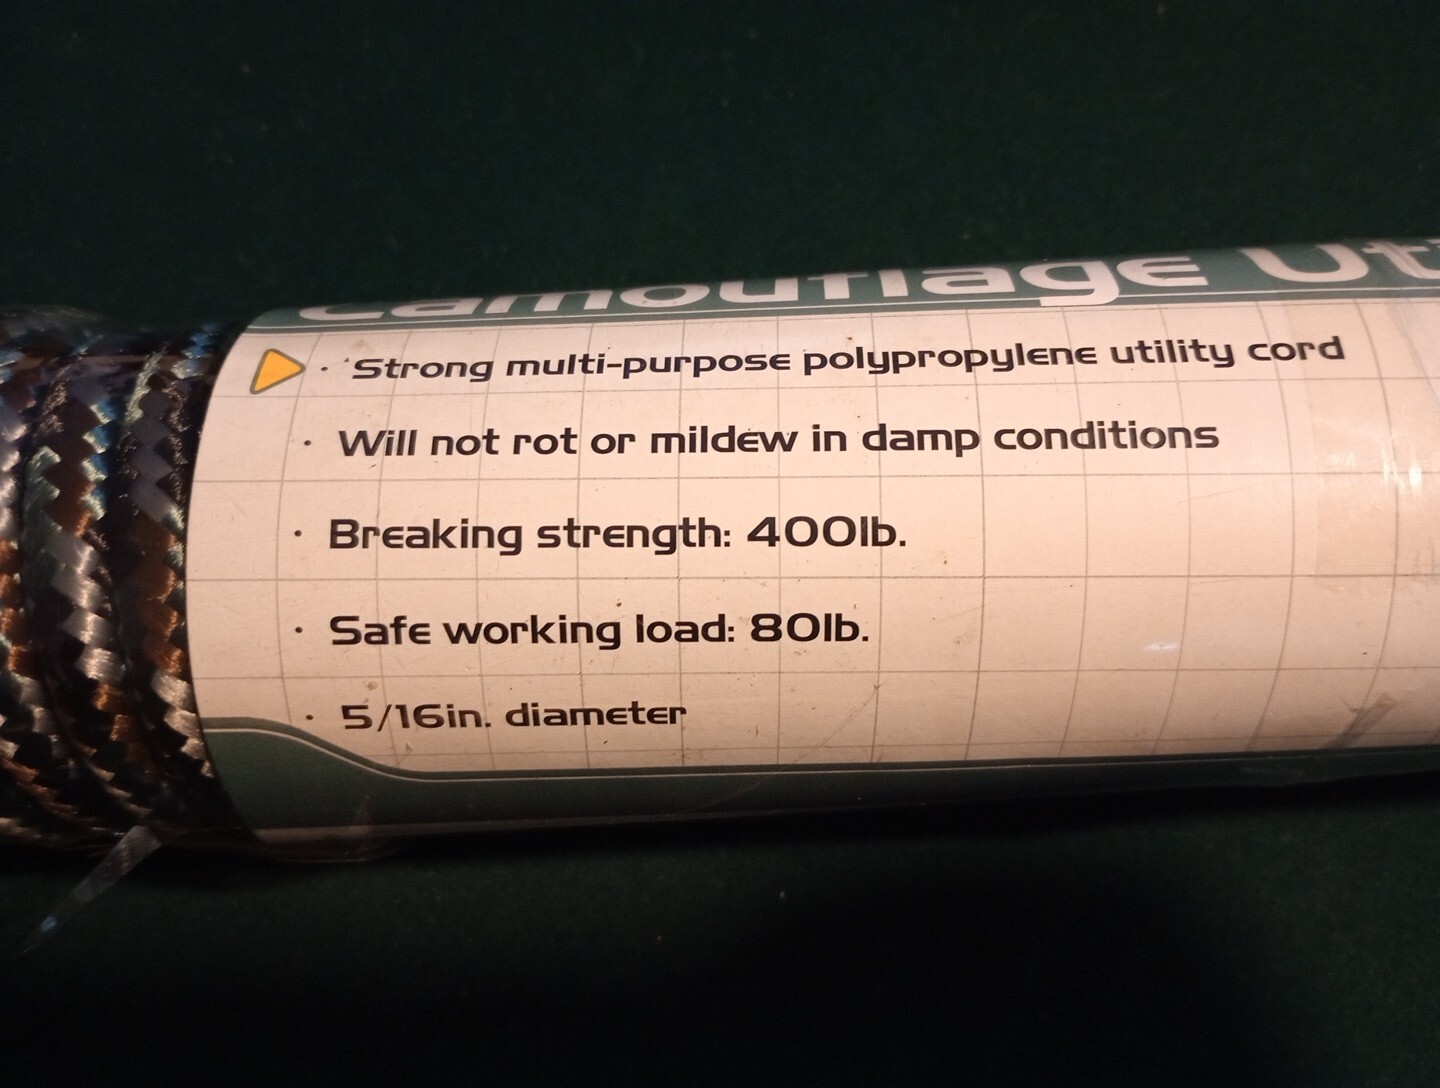 Camouflage
· Strong multi-purpose polypropylene utility cord
· Will not rot or mildew in damp conditions
· Breaking strength: 400lb.
· Safe working load: 80lb.
· 5/16in. diameter